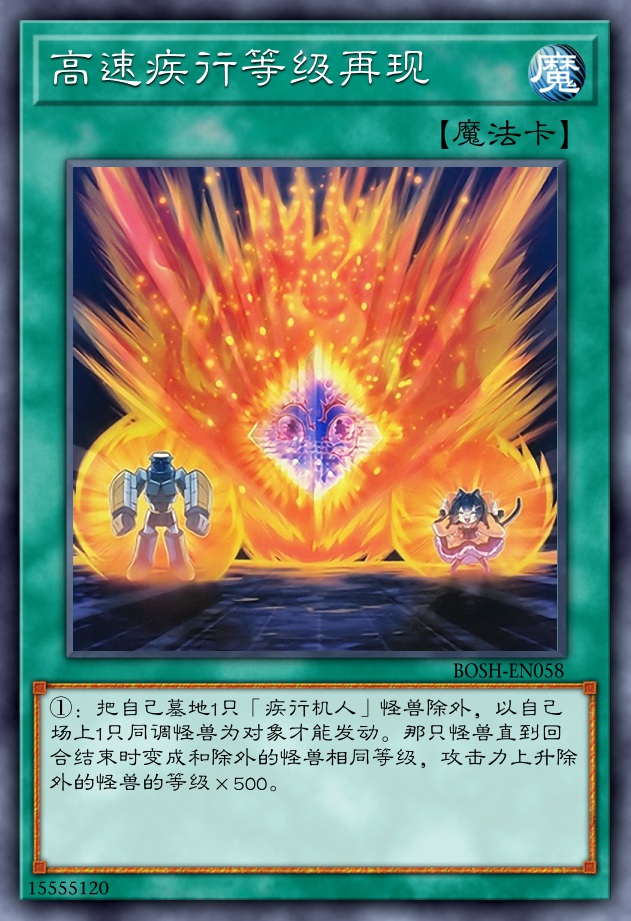 高速疾行等级再现
魔
【魔法卡】
BOSH-EN058
①：把自己墓地1只「疾行机人」怪兽除外，以自己
场上1只同调怪兽为对象才能发动。那只怪兽直到回
合结束时变成和除外的怪兽相同等级，攻击力上升除
外的怪兽的等级×500。
15555120